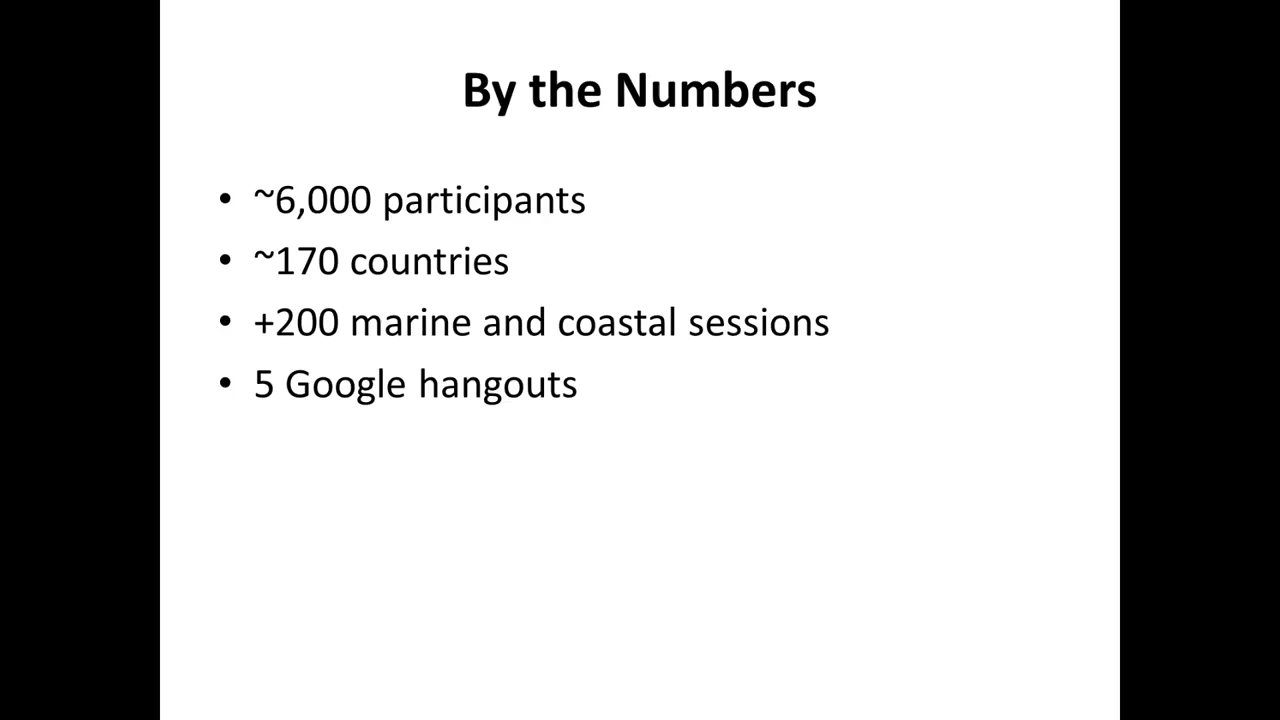 By the Numbers
• ~6,000 participants
• ~170 countries
• +200 marine and coastal sessions
• 5 Google hangouts